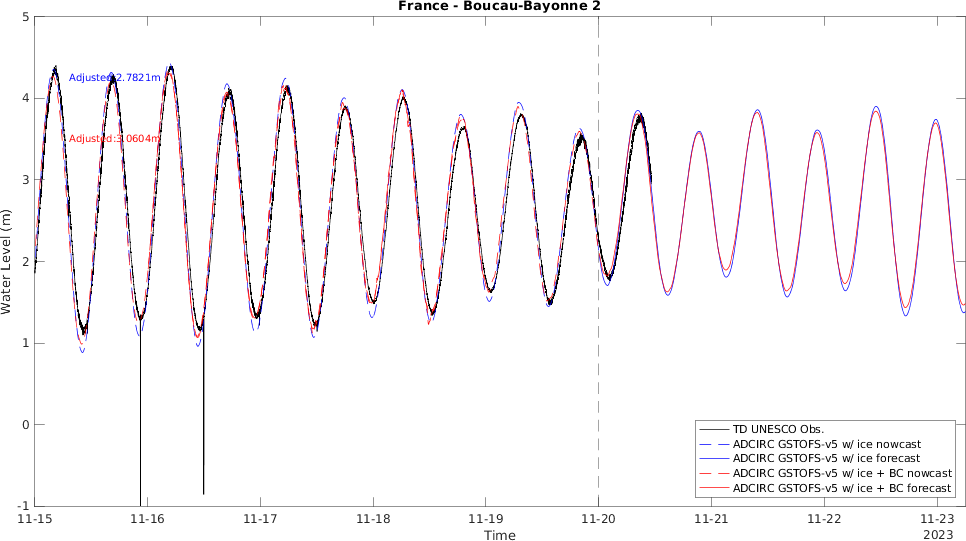 France - Boucau-Bayonne 2
5
4
3
2
1
0
-1
Water Level (m)
Adjusted:2.7821m
Adjusted:3.0604m
TD UNESCO Obs.
ADCIRC GSTOFS-v5 w/ ice nowcast
ADCIRC GSTOFS-v5 w/ ice forecast
ADCIRC GSTOFS-v5 w/ ice + BC nowcast
ADCIRC GSTOFS-v5 w/ ice + BC forecast
11-15 11-16 11-17 11-18 11-19 11-20 11-21 11-22 11-23
Time
2023